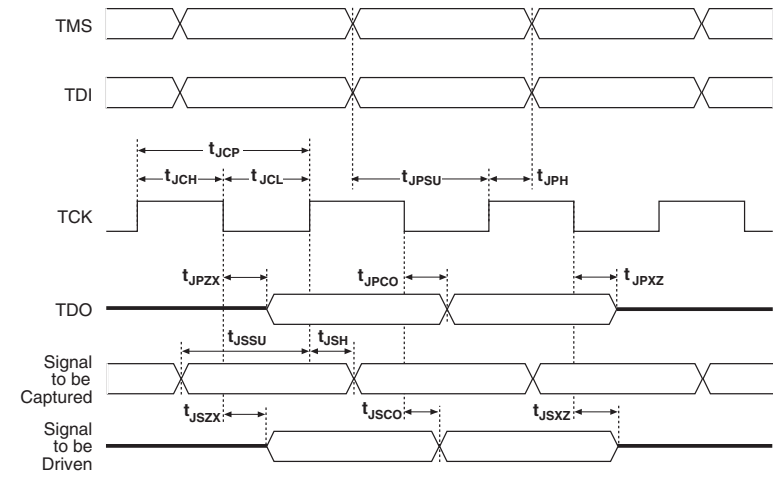 TMS
TDI
tJCP
tJCH
tJCL
tJPSU
tJPH
TCK
tJPZX
tJPCO
tJPXZ
TDO
tJSSU
tJSH
Signal
to be
Captured
tJSZX
tJSCO
tJSXZ
Signal
to be
Driven